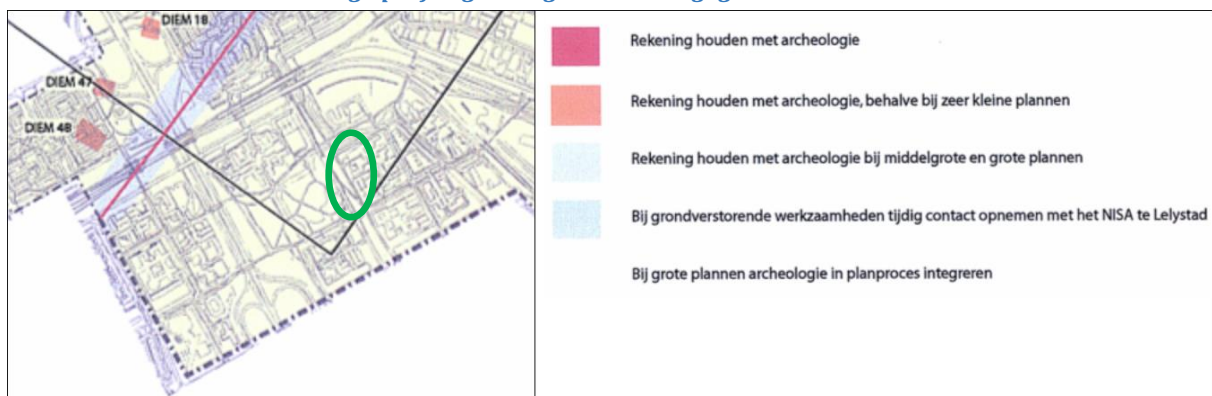 DIEM 18
DIEM 47
DIEM 48
Rekening houden met archeologie
Rekening houden met archeologie, behalve bij zeer kleine plannen
Rekening houden met archeologie bij middelgrote en grote plannen
Bij grondverstorende werkzaamheden tijdig contact opnemen met het NISA te Lelystad
Bij grote plannen archeologie in planproces integreren